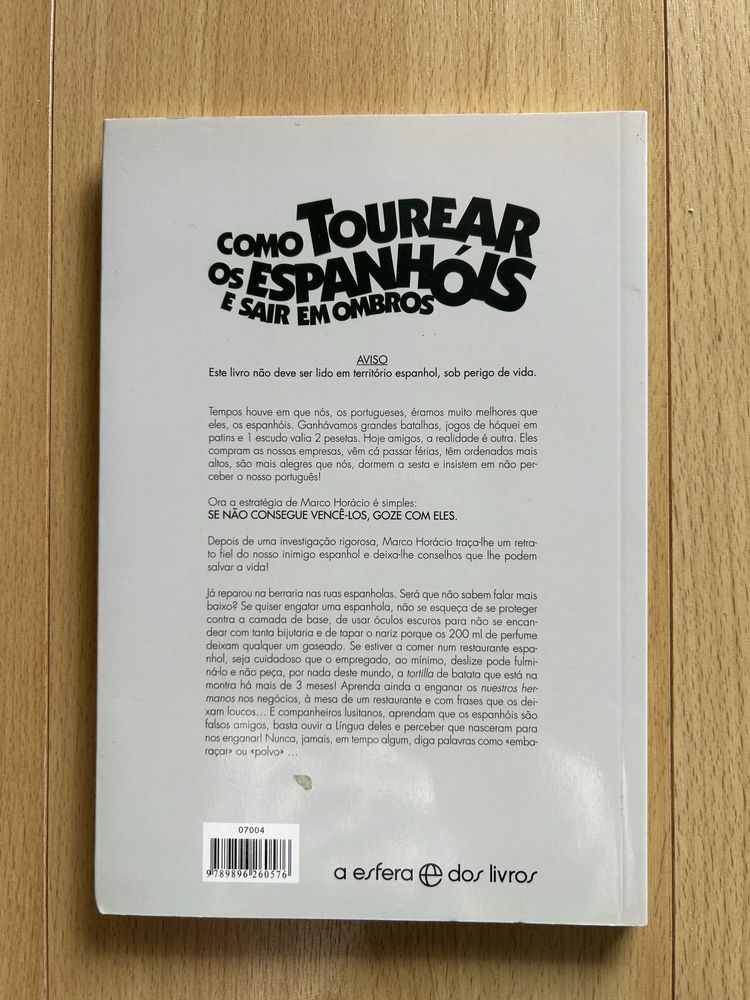 COMO TOUREAR
OS ESPANHÓIS
E SAIR EM OMBROS
AVISO
Este livro não deve ser lido em território espanhol, sob perigo de vida.
Tempos houve em que nós, os portugueses, éramos muito melhores que
eles, os espanhóis. Ganhávamos grandes batalhas, jogos de hóquei em
patins e 1 escudo valia 2 pesetas. Hoje amigos, a realidade é outra. Eles
compram as nossas empresas, vêm cá passar férias, têm ordenados mais
altos, são mais alegres que nós, dormem a sesta e insistem em não per-
ceber o nosso português!
Ora a estratégia de Marco Horácio é simples:
SE NÃO CONSEGUE VENCÊ-LOS, GOZE COM ELES.
Depois de uma investigação rigorosa, Marco Horácio traça-lhe um retra-
to fiel do nosso inimigo espanhol e deixa-lhe conselhos que lhe podem
salvar a vida!
Já reparou na berraria nas ruas espanholas. Será que não sabem falar mais
baixo? Se quiser engatar uma espanhola, não se esqueça de se proteger
contra a camada de base, de usar óculos escuros para não se encan-
dear com tanta bijutaria e de tapar o nariz porque os 200 ml de perfume
deixam qualquer um gaseado. Se estiver a comer num restaurante espa-
nhol, seja cuidadoso que o empregado, ao mínimo, deslize pode fulmi-
ná-lo e não peça, por nada deste mundo, a tortilla de batata que está na
montra há mais de 3 meses! Aprenda ainda a enganar os nuestros her-
manos nos negócios, à mesa de um restaurante e com frases que os dei-
xam loucos... E companheiros lusitanos, aprendam que os espanhóis são
falsos amigos, basta ouvir a Língua deles e perceber que nasceram para
nos enganar! Nunca, jamais, em tempo algum, diga palavras como «emba-
raçar» ou «polvo» ...
07004
9789896260576
a esfera e dos livros